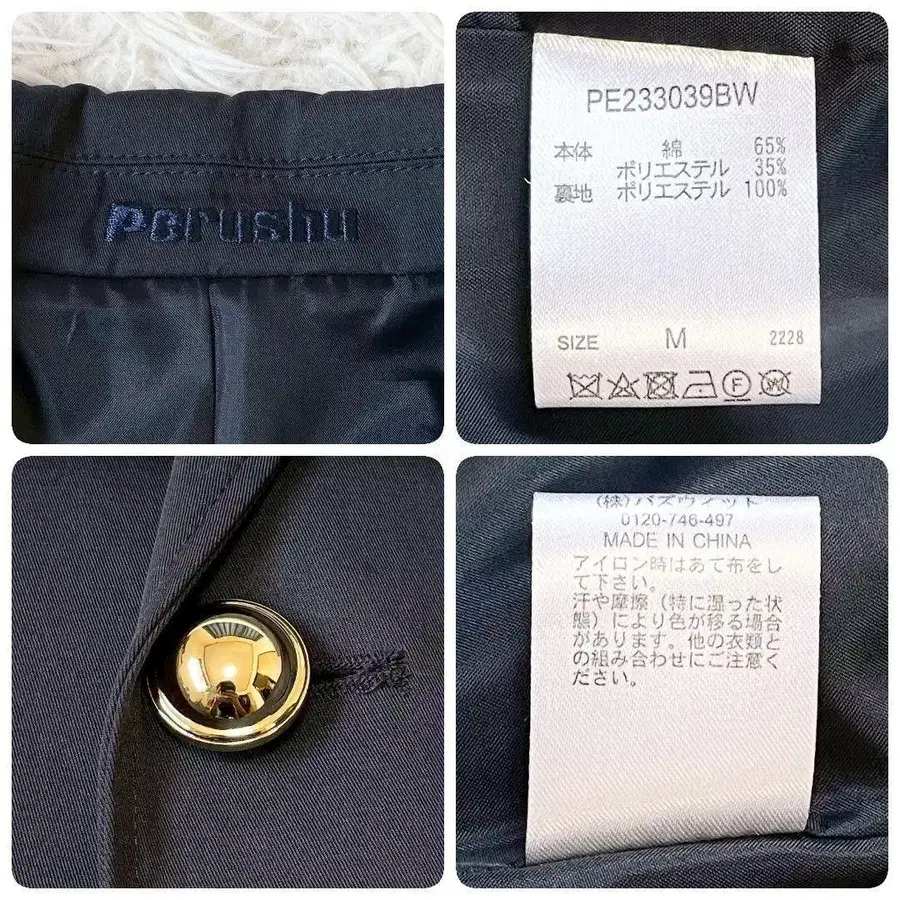 Perushu
PE233039BW
本体 綿 65%
ポリエステル 35%
裏地 ポリエステル 100%
SIZE M 2228
F W
(株)バズウィット
0120-746-497
MADE IN CHINA
アイロン時はあて布をし
て下さい。
汗や摩擦（特に湿った状
態）により色が移る場合
があります。他の衣類と
の組み合わせにご注意く
ださい。